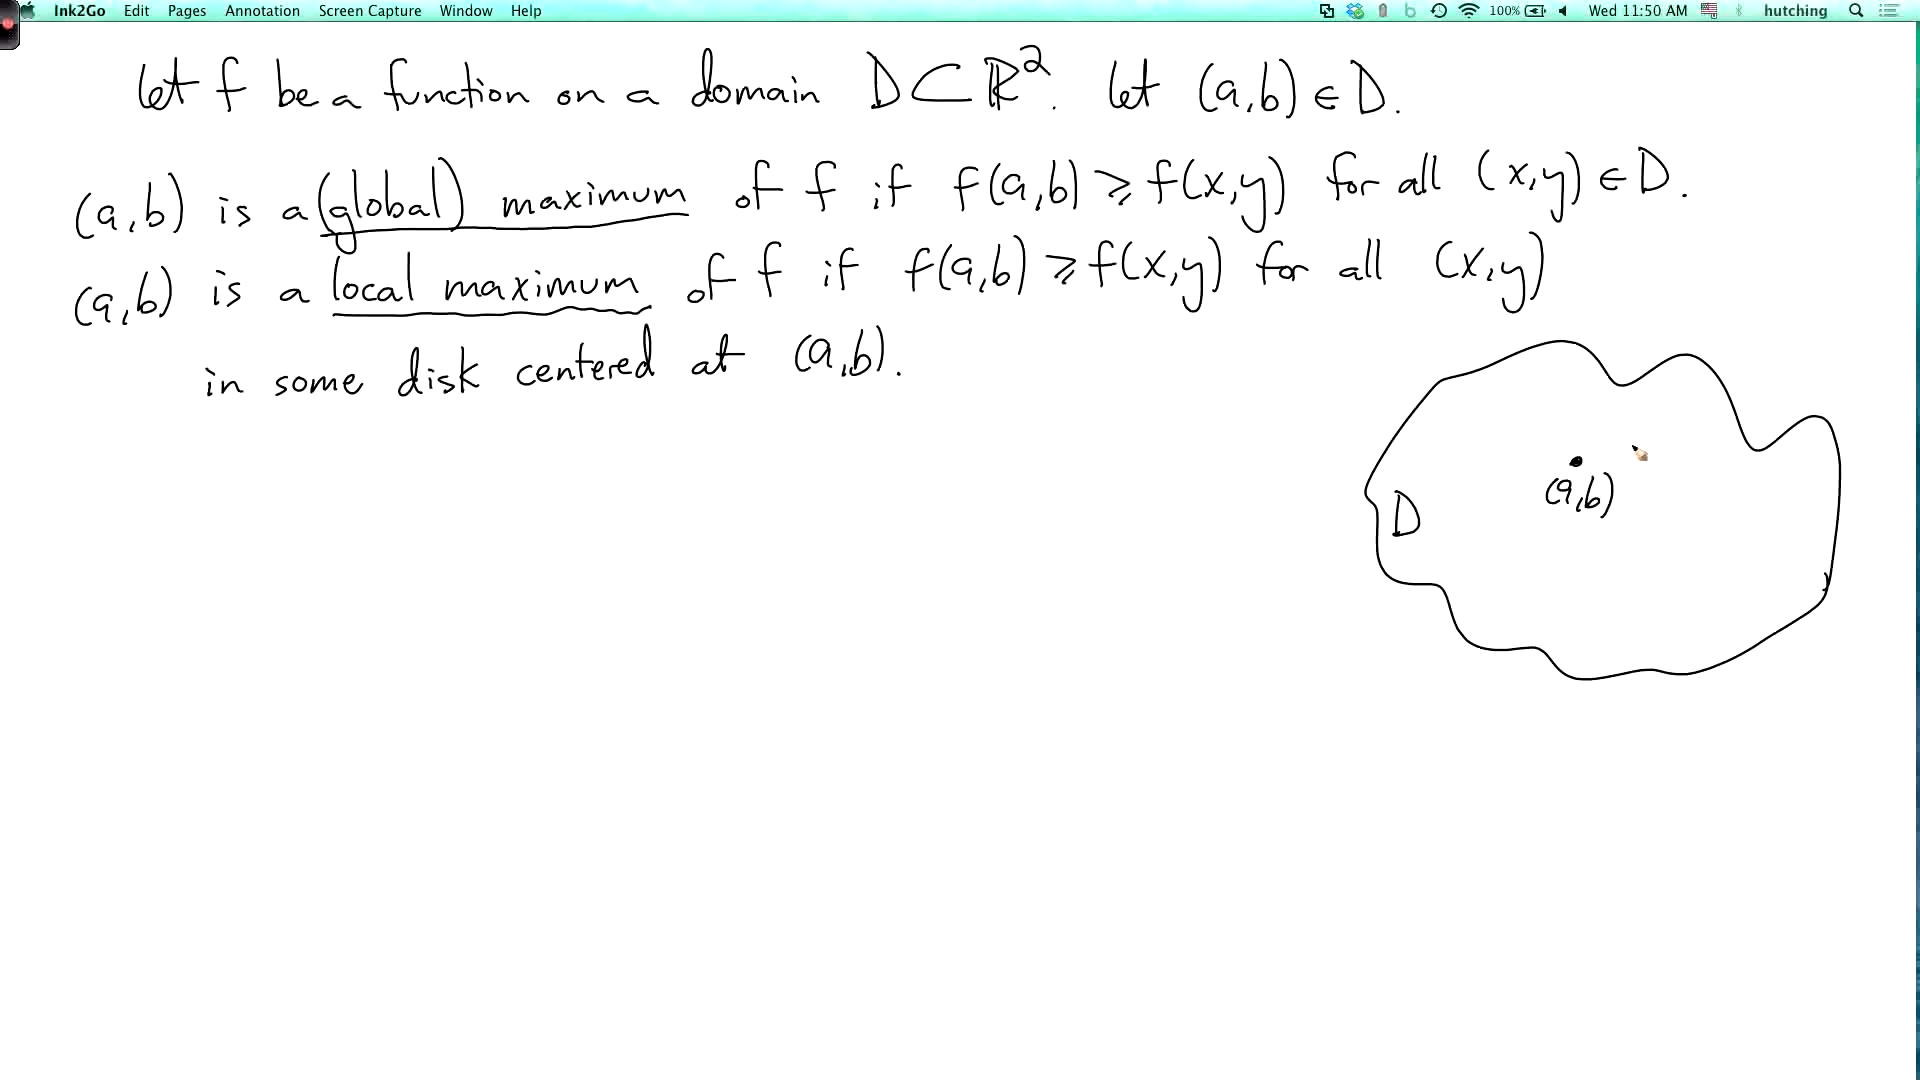 Ink2Go Edit Pages Annotation Screen Capture Window Help 100% Wed 11:50 AM hutching
let f be a function on a domain D⊂ℝ². let (a,b)∈D.
(a,b) is a (global) maximum of f if f(a,b)⩾f(x,y) for all (x,y)∈D.
(a,b) is a local maximum of f if f(a,b)⩾f(x,y) for all (x,y)
in some disk centered at (a,b).
(a,b)
D